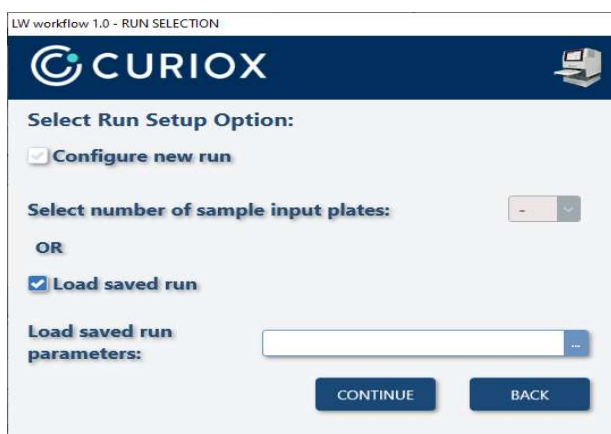 LW workflow 1.0 - RUN SELECTION
CURIOX
Select Run Setup Option:
Configure new run
Select number of sample input plates:
-
OR
Load saved run
Load saved run
parameters:
...
CONTINUE
BACK